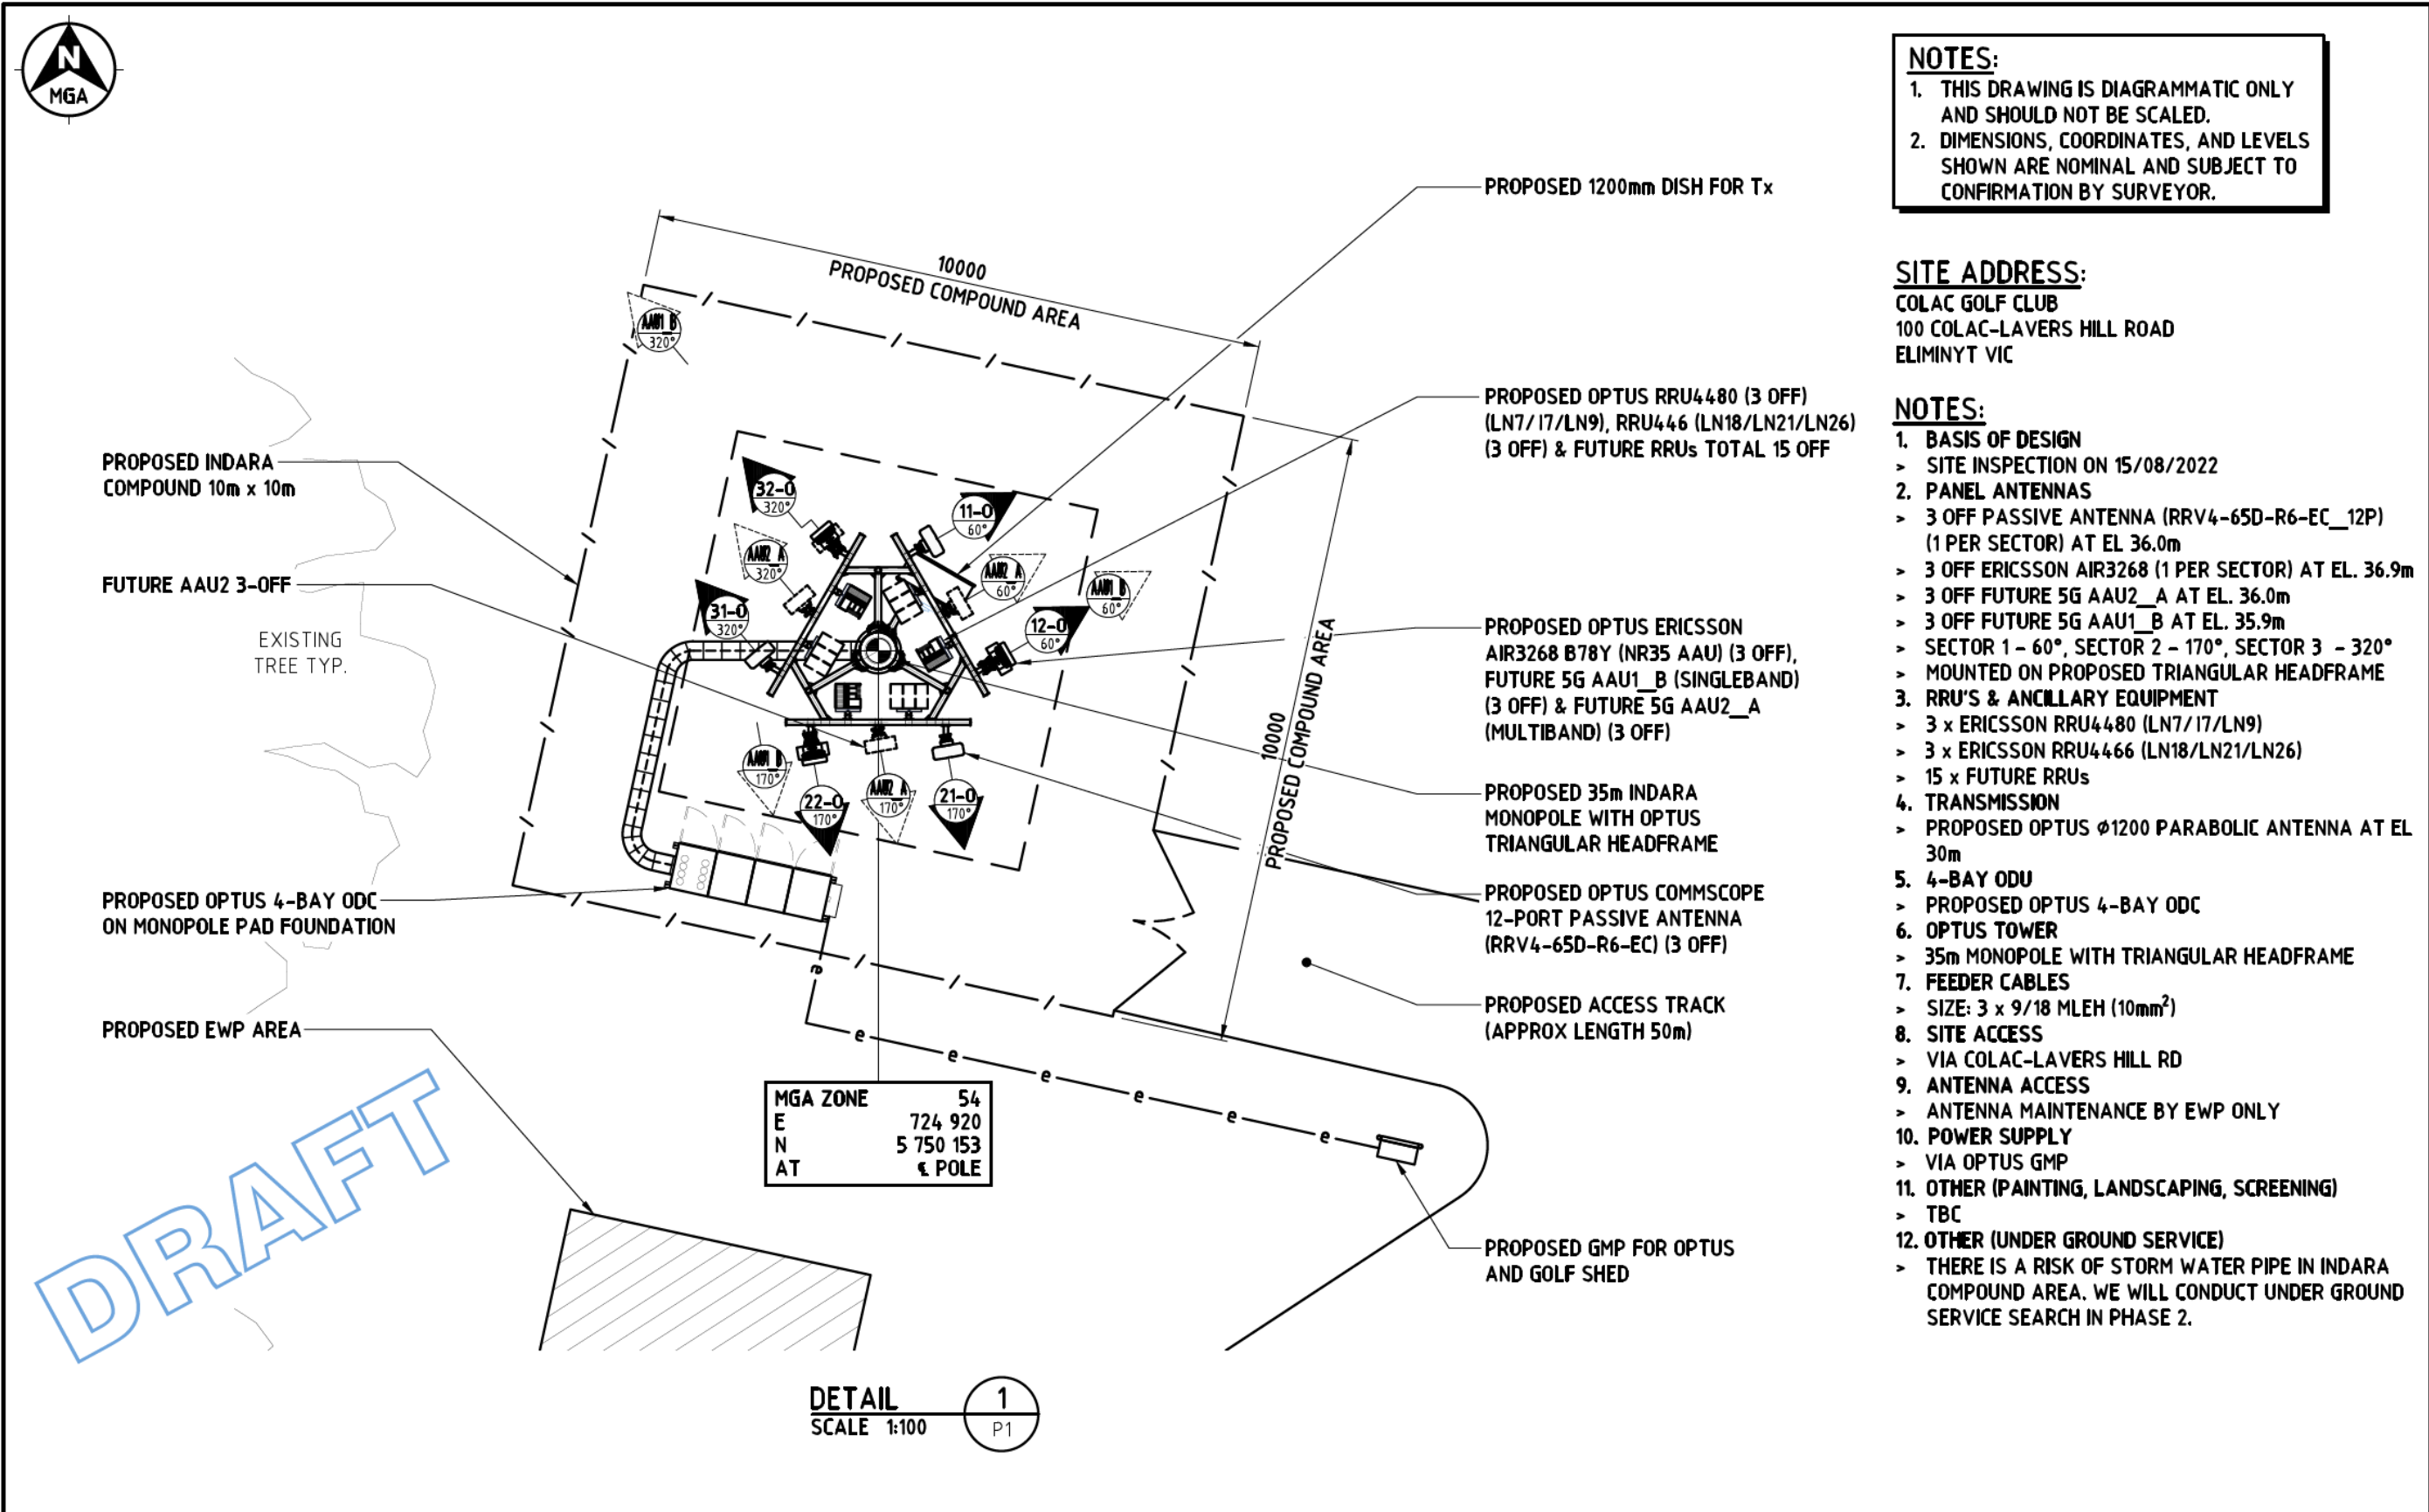 N
MGA
NOTES:
1. THIS DRAWING IS DIAGRAMMATIC ONLY
AND SHOULD NOT BE SCALED.
2. DIMENSIONS, COORDINATES, AND LEVELS
SHOWN ARE NOMINAL AND SUBJECT TO
CONFIRMATION BY SURVEYOR.
SITE ADDRESS:
COLAC GOLF CLUB
100 COLAC-LAVERS HILL ROAD
ELIMINYT VIC
NOTES:
1. BASIS OF DESIGN
> SITE INSPECTION ON 15/08/2022
2. PANEL ANTENNAS
> 3 OFF PASSIVE ANTENNA (RRV4-65D-R6-EC_12P)
(1 PER SECTOR) AT EL 36.0m
> 3 OFF ERICSSON AIR3268 (1 PER SECTOR) AT EL. 36.9m
> 3 OFF FUTURE 5G AAU2_A AT EL. 36.0m
> 3 OFF FUTURE 5G AAU1_B AT EL. 35.9m
> SECTOR 1 - 60°, SECTOR 2 - 170°, SECTOR 3 - 320°
> MOUNTED ON PROPOSED TRIANGULAR HEADFRAME
3. RRU'S & ANCILLARY EQUIPMENT
> 3 x ERICSSON RRU4480 (LN7/I7/LN9)
> 3 x ERICSSON RRU4466 (LN18/LN21/LN26)
> 15 x FUTURE RRUs
4. TRANSMISSION
> PROPOSED OPTUS Ø1200 PARABOLIC ANTENNA AT EL
30m
5. 4-BAY ODU
> PROPOSED OPTUS 4-BAY ODC
6. OPTUS TOWER
> 35m MONOPOLE WITH TRIANGULAR HEADFRAME
7. FEEDER CABLES
> SIZE: 3 x 9/18 MLEH (10mm²)
8. SITE ACCESS
> VIA COLAC-LAVERS HILL RD
9. ANTENNA ACCESS
> ANTENNA MAINTENANCE BY EWP ONLY
10. POWER SUPPLY
> VIA OPTUS GMP
11. OTHER (PAINTING, LANDSCAPING, SCREENING)
> TBC
12. OTHER (UNDER GROUND SERVICE)
> THERE IS A RISK OF STORM WATER PIPE IN INDARA
COMPOUND AREA. WE WILL CONDUCT UNDER GROUND
SERVICE SEARCH IN PHASE 2.
PROPOSED 1200mm DISH FOR Tx
PROPOSED OPTUS RRU4480 (3 OFF)
(LN7/I7/LN9), RRU446 (LN18/LN21/LN26)
(3 OFF) & FUTURE RRUs TOTAL 15 OFF
PROPOSED OPTUS ERICSSON
AIR3268 B78Y (NR35 AAU) (3 OFF),
FUTURE 5G AAU1_B (SINGLEBAND)
(3 OFF) & FUTURE 5G AAU2_A
(MULTIBAND) (3 OFF)
PROPOSED 35m INDARA
MONOPOLE WITH OPTUS
TRIANGULAR HEADFRAME
PROPOSED OPTUS COMMSCOPE
12-PORT PASSIVE ANTENNA
(RRV4-65D-R6-EC) (3 OFF)
PROPOSED ACCESS TRACK
(APPROX LENGTH 50m)
PROPOSED GMP FOR OPTUS
AND GOLF SHED
10000
PROPOSED COMPOUND AREA
10000
PROPOSED COMPOUND AREA
PROPOSED INDARA
COMPOUND 10m x 10m
FUTURE AAU2 3-OFF
EXISTING
TREE TYP.
PROPOSED OPTUS 4-BAY ODC
ON MONOPOLE PAD FOUNDATION
PROPOSED EWP AREA
AAU1_B
320°
32-O
320°
AAU2_A
320°
31-O
320°
11-O
60°
AAU2_A
60°
AAU1_B
60°
12-O
60°
AAU1_B
170°
22-O
170°
AAU2_A
170°
21-O
170°
e
e
e
e
e
e
e
MGA ZONE 54
E 724 920
N 5 750 153
AT ℄ POLE
DRAFT
DETAIL
SCALE 1:100
1
P1